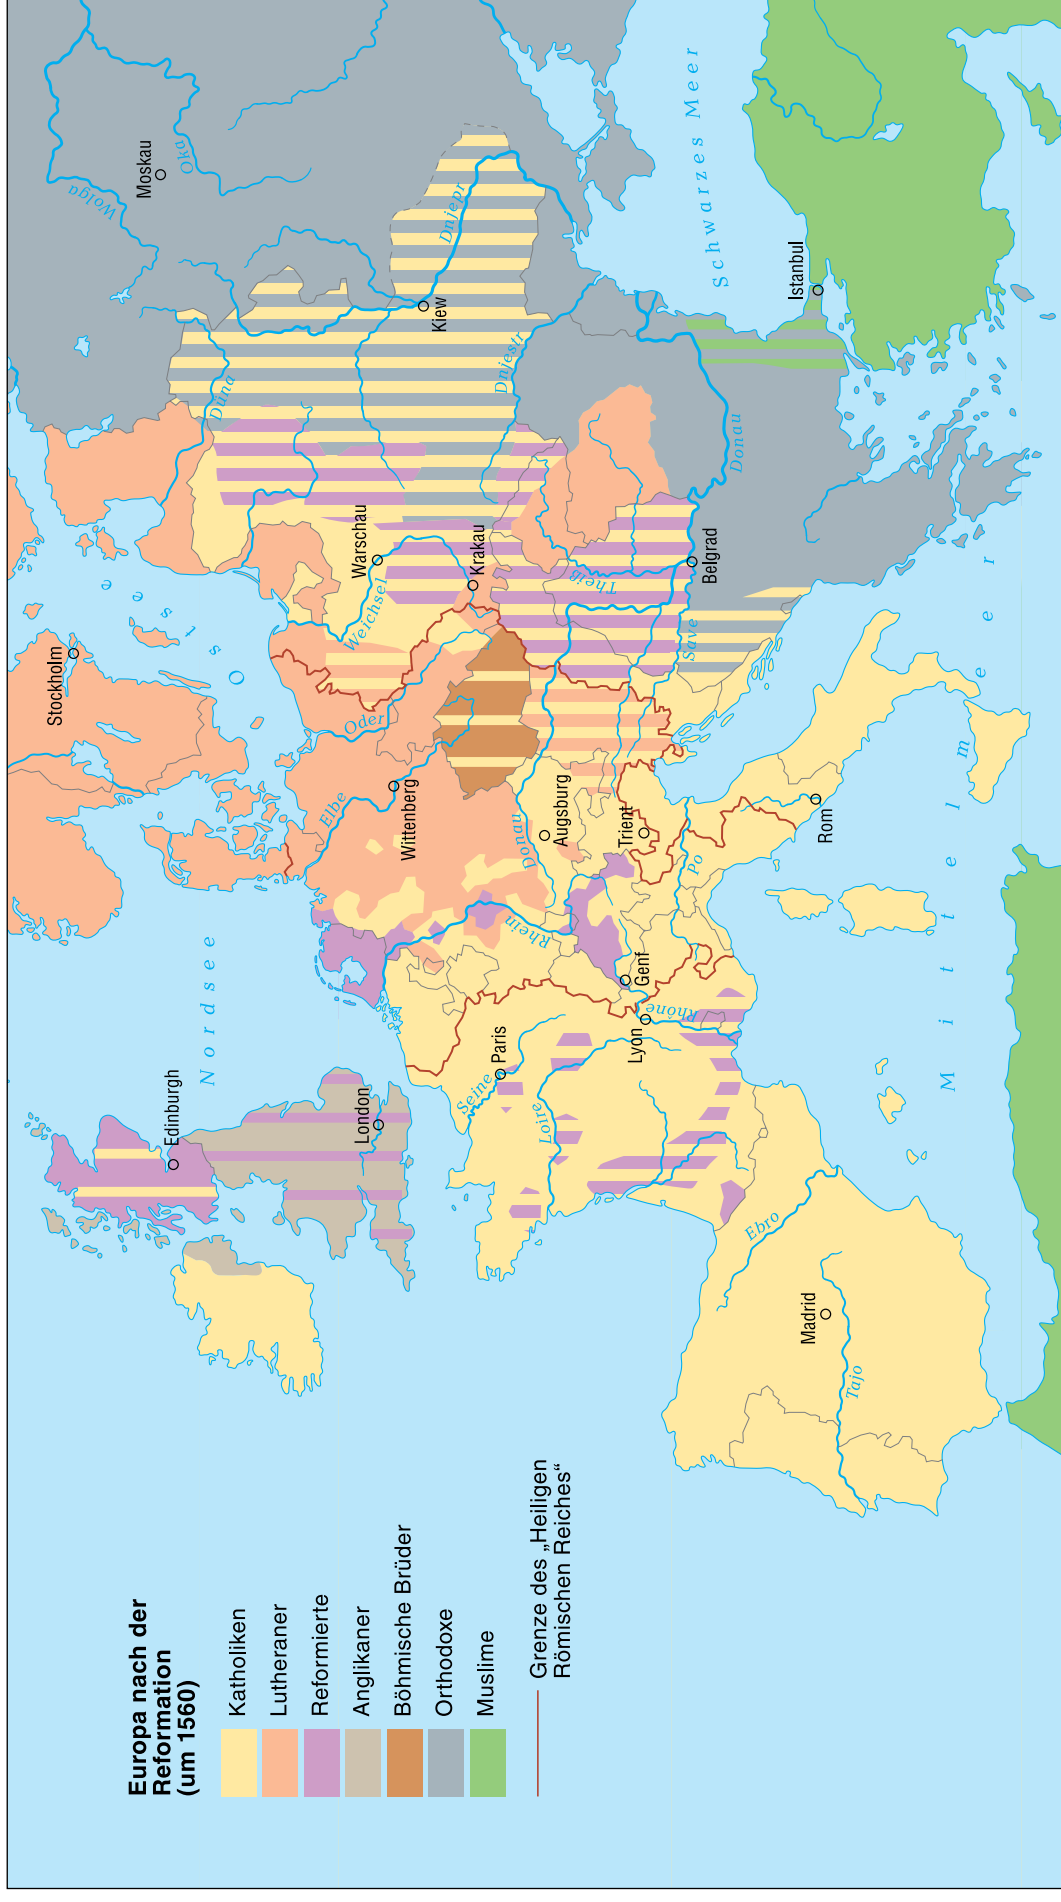 Europa nach der
Reformation
(um 1560)
Katholiken
Lutheraner
Reformierte
Anglikaner
Böhmische Brüder
Orthodoxe
Muslime
Grenze des „Heiligen
Römischen Reiches“
Nordsee
Ostsee
Schwarzes Meer
Mittelmeer
Edinburgh
London
Stockholm
Moskau
Wolga
Oka
Düna
Dnjepr
Kiew
Dnjestr
Warschau
Weichsel
Krakau
Oder
Elbe
Wittenberg
Rhein
Donau
Augsburg
Trient
Po
Genf
Lyon
Rhône
Paris
Seine
Loire
Theiß
Save
Belgrad
Donau
Istanbul
Rom
Ebro
Madrid
Tajo